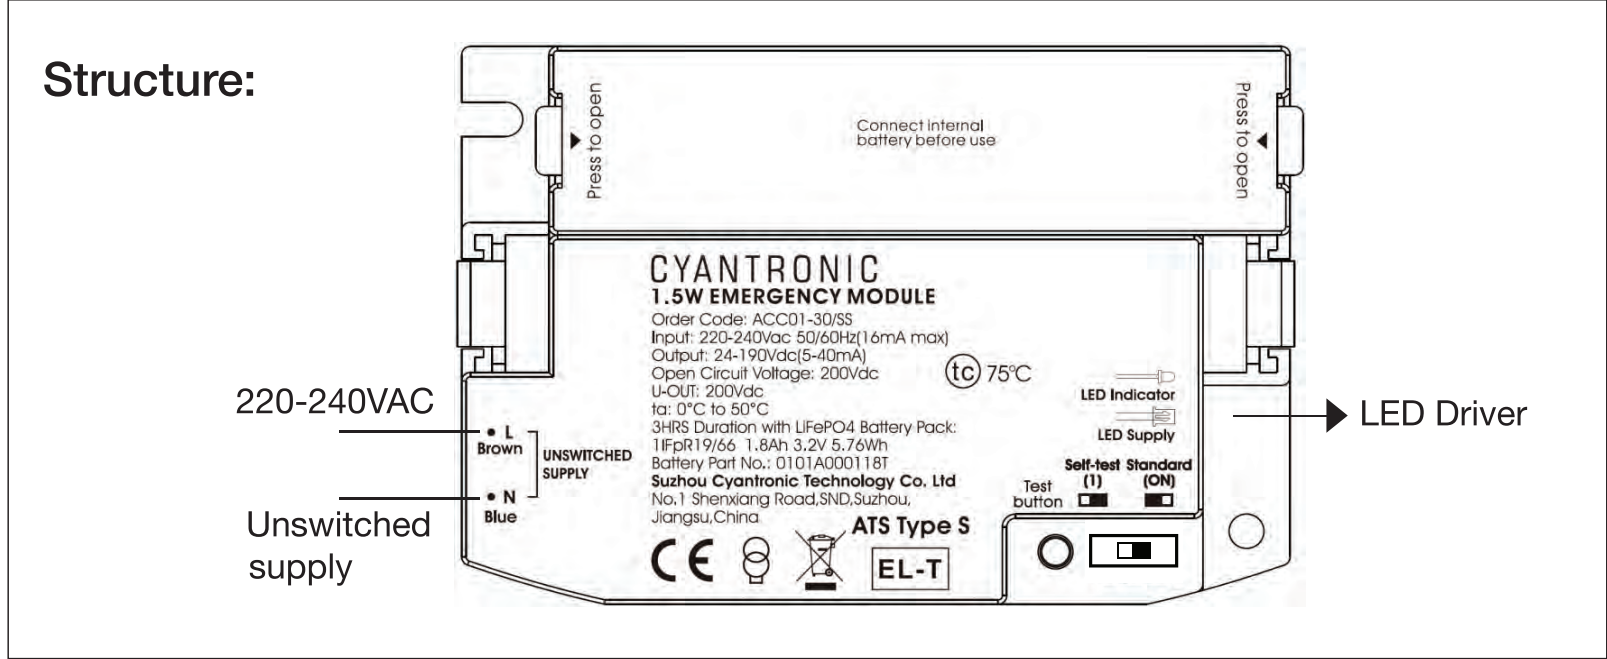 Structure:
Press to open
Connect internal
battery before use
Press to open
CYANTRONIC
1.5W EMERGENCY MODULE
Order Code: ACC01-30/SS
Input: 220-240Vac 50/60Hz(16mA max)
Output: 24-190Vdc(5-40mA)
Open Circuit Voltage: 200Vdc
U-OUT: 200Vdc
ta: 0°C to 50°C
3HRS Duration with LiFePO4 Battery Pack:
1IFpR19/66 1.8Ah 3.2V 5.76Wh
Battery Part No.: 0101A000118T
Suzhou Cyantronic Technology Co. Ltd
No.1 Shenxiang Road,SND,Suzhou,
Jiangsu,China
ATS Type S
CE
EL-T
tc 75°C
LED Indicator
LED Supply
Self-test Standard
(1) (ON)
Test
button
220-240VAC
L
Brown
UNSWITCHED
SUPPLY
N
Blue
Unswitched
supply
LED Driver